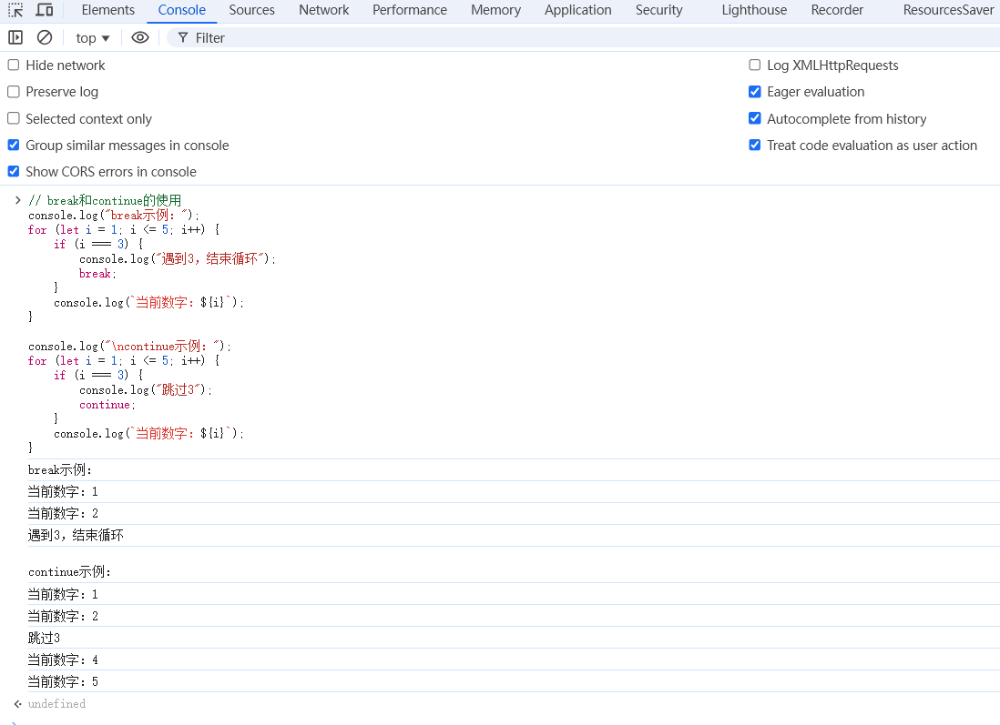 Elements Console Sources Network Performance Memory Application Security Lighthouse Recorder ResourcesSaver
top Filter
Hide network Log XMLHttpRequests
Preserve log Eager evaluation
Selected context only Autocomplete from history
Group similar messages in console Treat code evaluation as user action
Show CORS errors in console
// break和continue的使用
console.log("break示例：");
for (let i = 1; i <= 5; i++) {
    if (i === 3) {
        console.log("遇到3，结束循环");
        break;
    }
    console.log(`当前数字：${i}`);
}
console.log("\ncontinue示例：");
for (let i = 1; i <= 5; i++) {
    if (i === 3) {
        console.log("跳过3");
        continue;
    }
    console.log(`当前数字：${i}`);
}
break示例：
当前数字：1
当前数字：2
遇到3，结束循环
continue示例：
当前数字：1
当前数字：2
跳过3
当前数字：4
当前数字：5
undefined